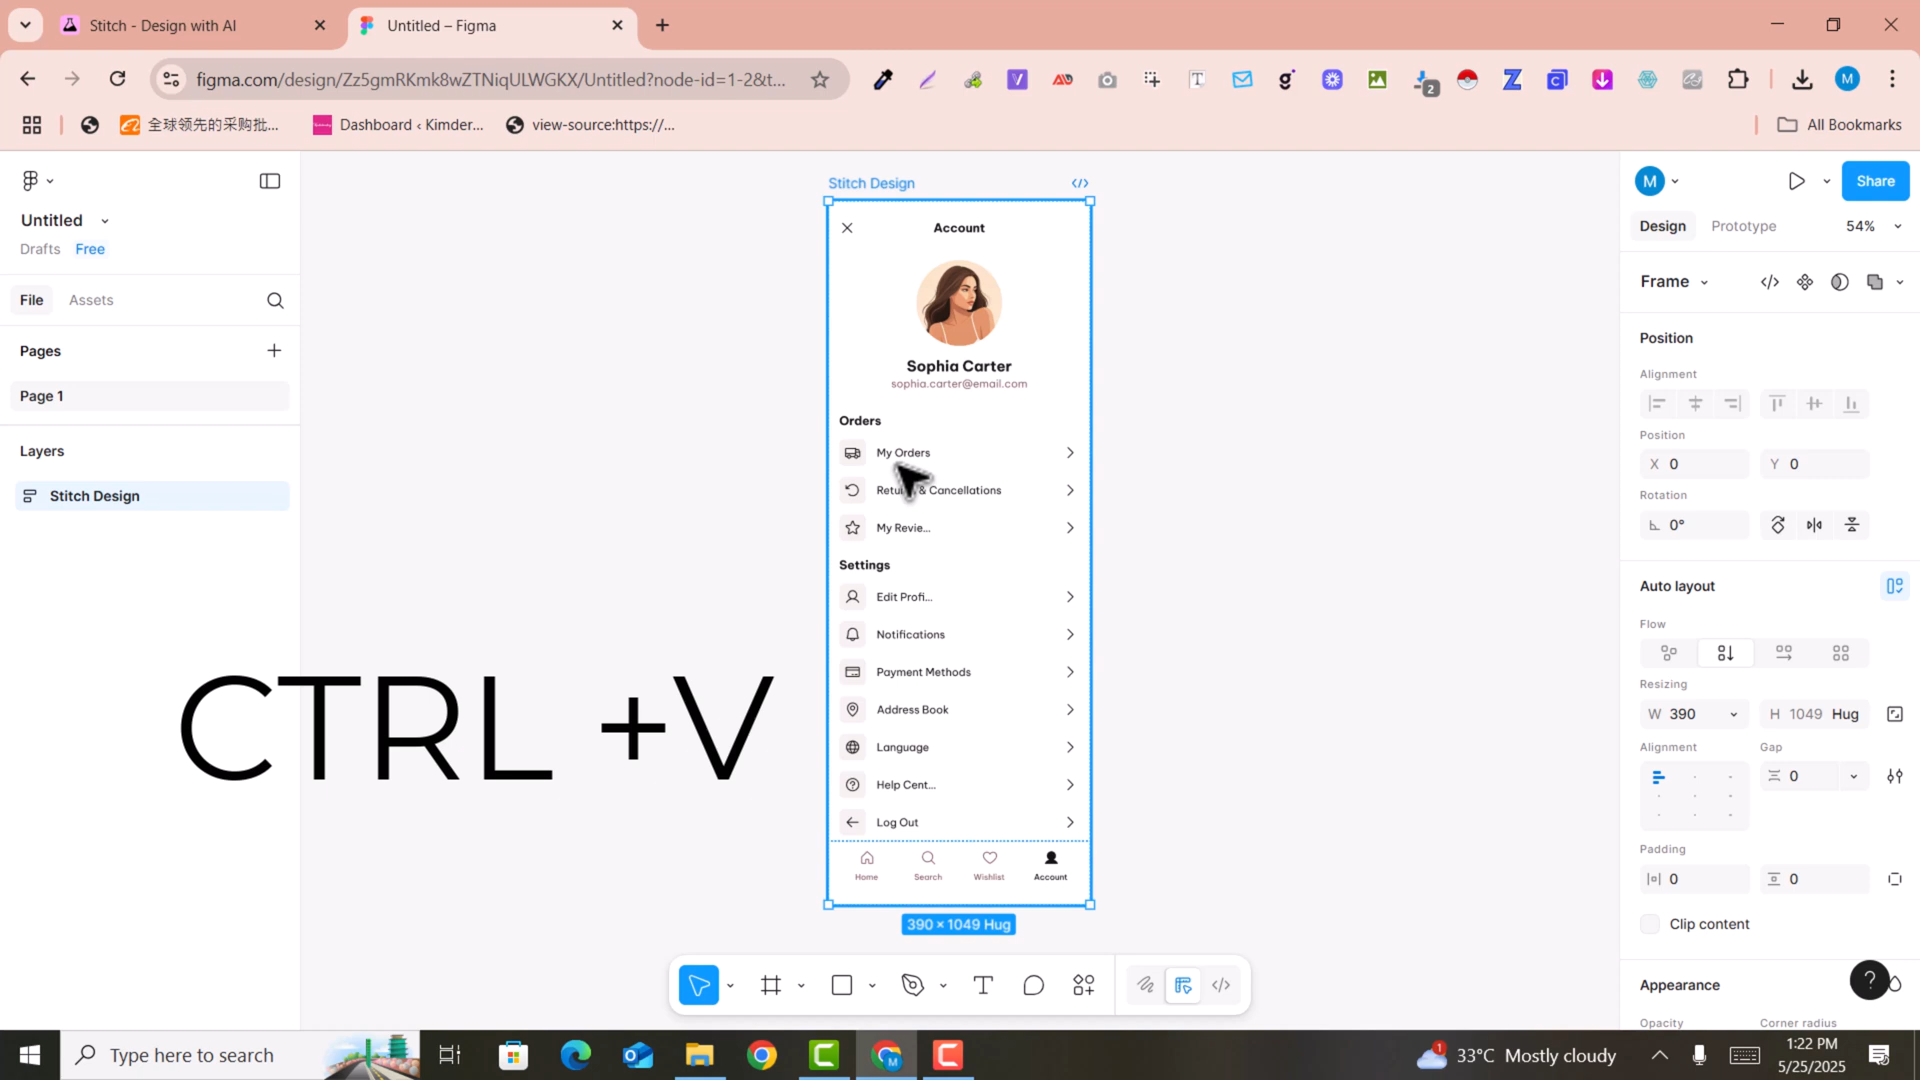 Stitch - Design with AI
Untitled – Figma
figma.com/design/Zz5gmRKmk8wZTNiqULWGKX/Untitled?node-id=1-2&t...
2
M
全球领先的采购批...
Dashboard ‹ Kimder...
view-source:https://...
All Bookmarks
Untitled
Drafts
Free
File
Assets
Pages
Page 1
Layers
Stitch Design
CTRL +V
Stitch Design
Account
Sophia Carter
sophia.carter@email.com
Orders
My Orders
& Cancellations
My Revie...
Settings
Edit Profi...
Notifications
Payment Methods
Address Book
Language
Help Cent...
Log Out
Home
Search
Wishlist
Account
390 × 1049 Hug
M
Share
Design
Prototype
54%
Frame
Position
Alignment
Position
X 0
Y 0
Rotation
0°
Auto layout
Flow
Resizing
W 390
H 1049 Hug
Alignment
Gap
0
Padding
0
0
Clip content
Appearance
Opacity
Corner radius
Type here to search
1
33°C Mostly cloudy
1:22 PM
5/25/2025